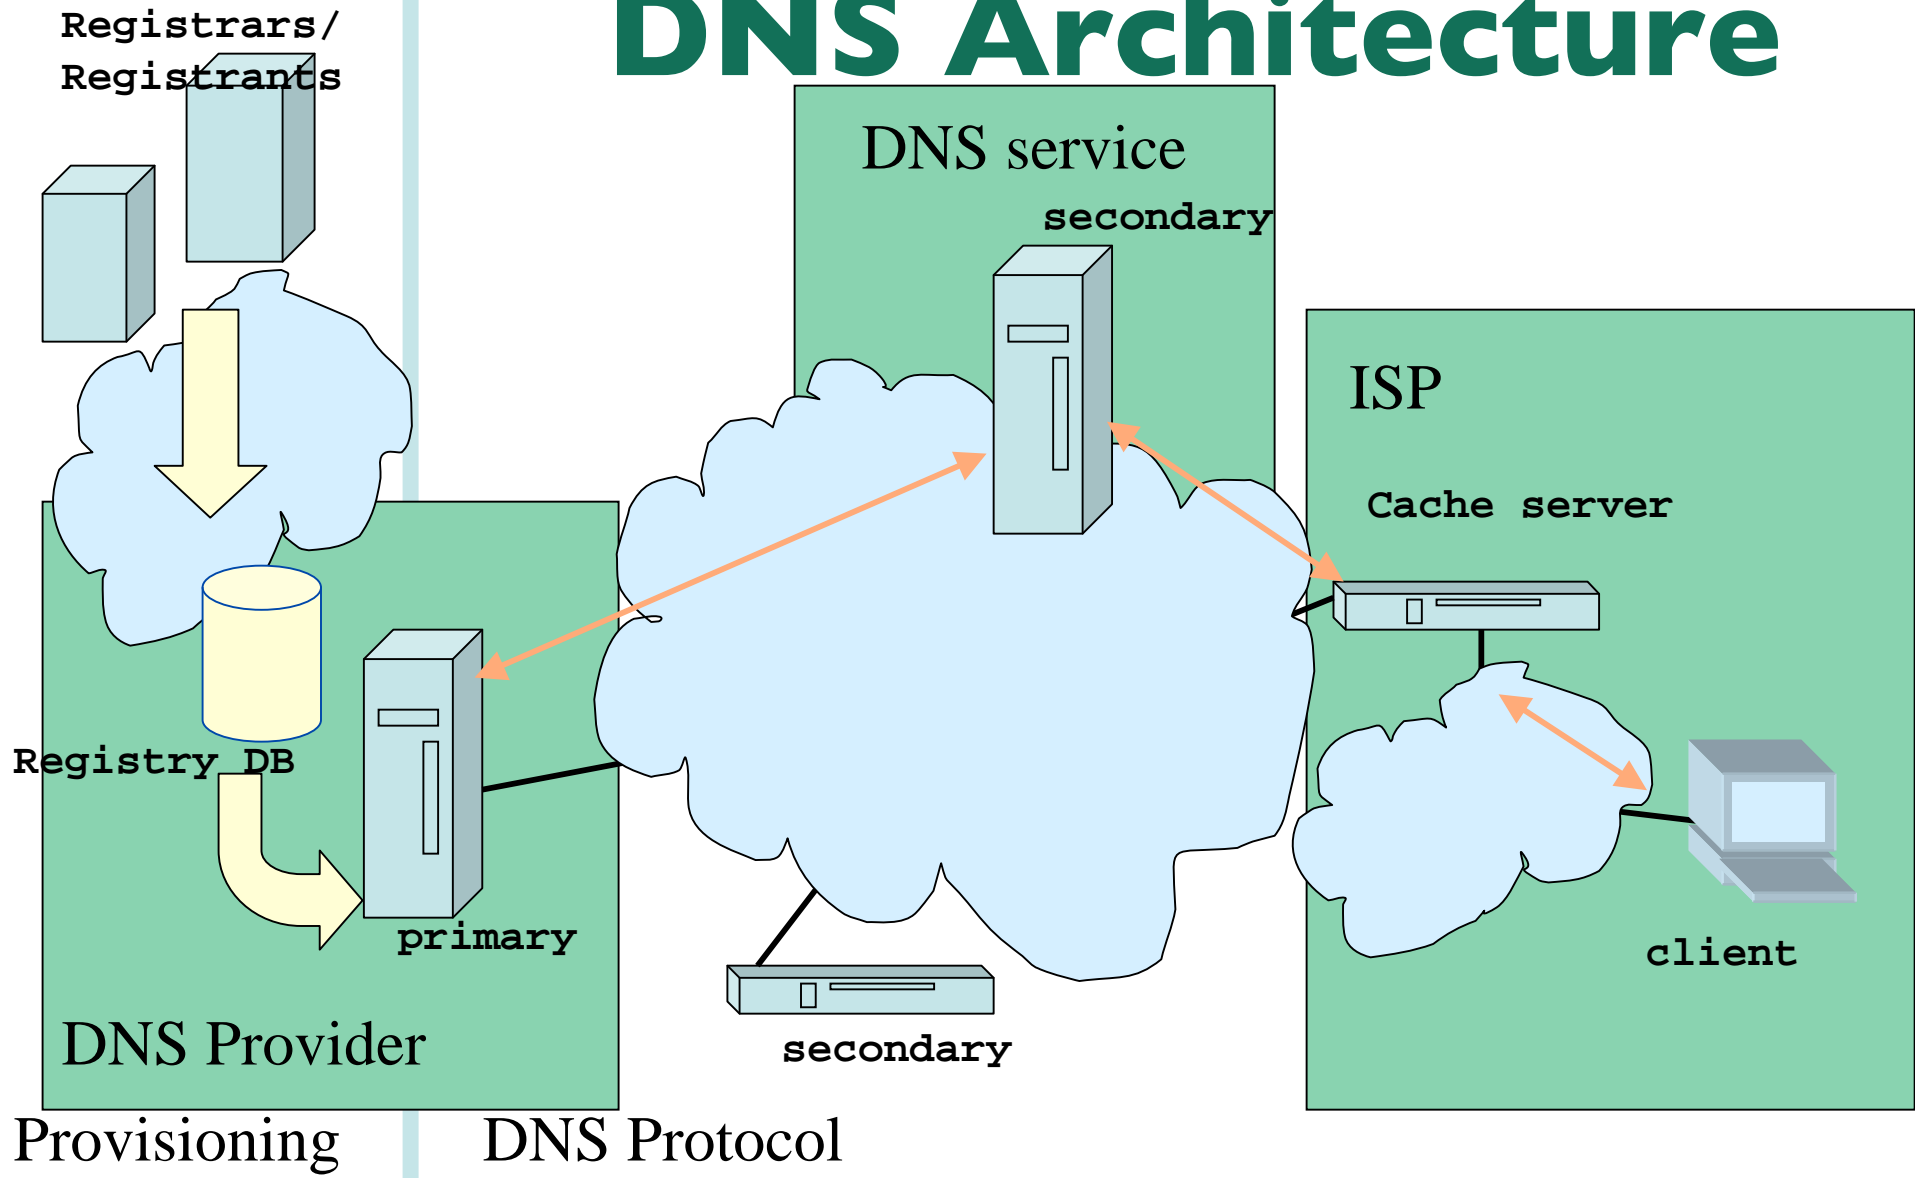 DNS Architecture
Registrars/
Registrants
DNS service
secondary
ISP
Cache server
Registry DB
primary
client
DNS Provider
secondary
Provisioning
DNS Protocol